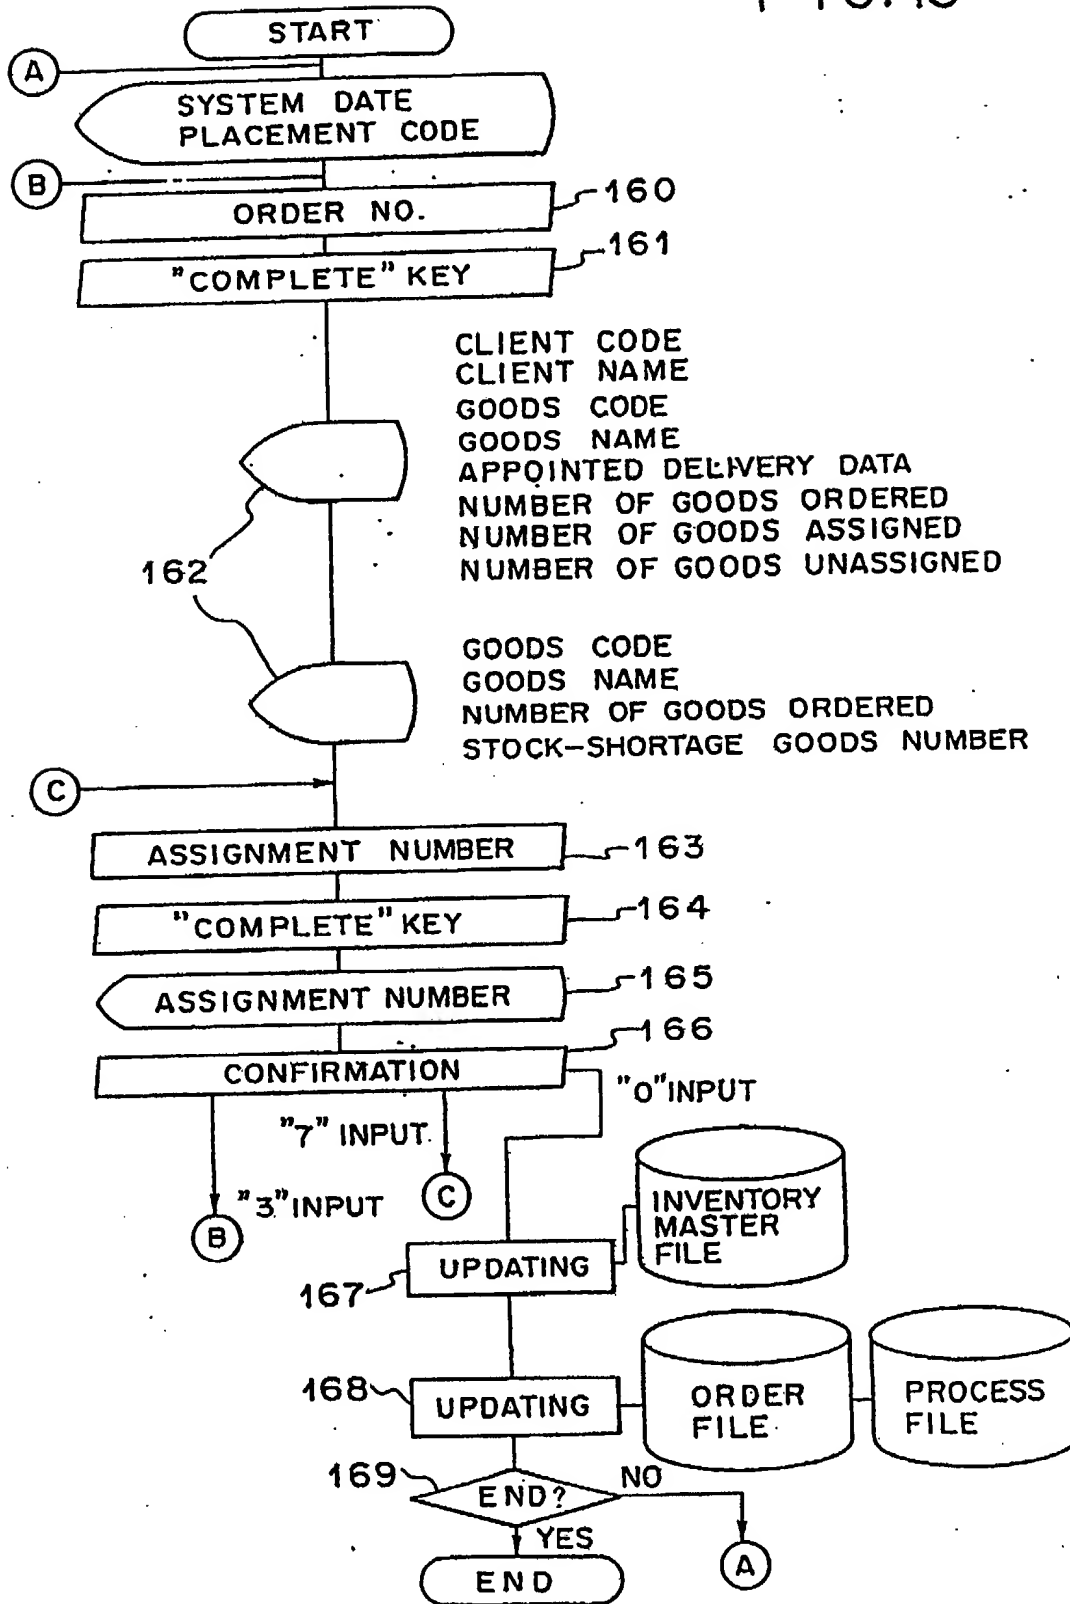 START
A
SYSTEM DATE
PLACEMENT CODE
B
ORDER NO.
160
"COMPLETE" KEY
161
CLIENT CODE
CLIENT NAME
GOODS CODE
GOODS NAME
APPOINTED DELIVERY DATA
NUMBER OF GOODS ORDERED
NUMBER OF GOODS ASSIGNED
NUMBER OF GOODS UNASSIGNED
162
GOODS CODE
GOODS NAME
NUMBER OF GOODS ORDERED
STOCK-SHORTAGE GOODS NUMBER
C
ASSIGNMENT NUMBER
163
"COMPLETE" KEY
164
ASSIGNMENT NUMBER
165
CONFIRMATION
166
"0" INPUT
"7" INPUT
C
"3" INPUT
B
INVENTORY
MASTER
FILE
UPDATING
167
168
UPDATING
ORDER
FILE
PROCESS
FILE
169
END?
NO
YES
A
END